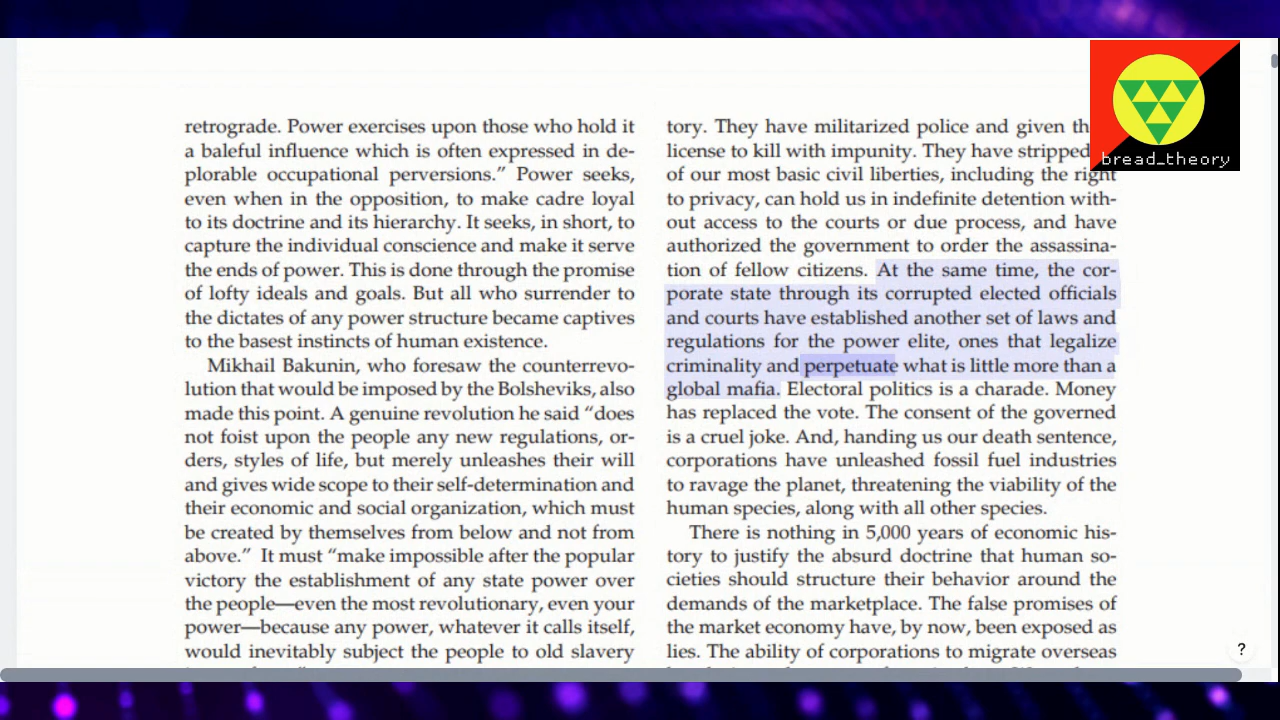 retrograde. Power exercises upon those who hold it
a baleful influence which is often expressed in de-
plorable occupational perversions.” Power seeks,
even when in the opposition, to make cadre loyal
to its doctrine and its hierarchy. It seeks, in short, to
capture the individual conscience and make it serve
the ends of power. This is done through the promise
of lofty ideals and goals. But all who surrender to
the dictates of any power structure became captives
to the basest instincts of human existence.
Mikhail Bakunin, who foresaw the counterrevo-
lution that would be imposed by the Bolsheviks, also
made this point. A genuine revolution he said “does
not foist upon the people any new regulations, or-
ders, styles of life, but merely unleashes their will
and gives wide scope to their self-determination and
their economic and social organization, which must
be created by themselves from below and not from
above.” It must “make impossible after the popular
victory the establishment of any state power over
the people—even the most revolutionary, even your
power—because any power, whatever it calls itself,
would inevitably subject the people to old slavery
tory. They have militarized police and given
license to kill with impunity. They have stripped
of our most basic civil liberties, including the right
to privacy, can hold us in indefinite detention with-
out access to the courts or due process, and have
authorized the government to order the assassina-
tion of fellow citizens. At the same time, the cor-
porate state through its corrupted elected officials
and courts have established another set of laws and
regulations for the power elite, ones that legalize
criminality and perpetuate what is little more than a
global mafia. Electoral politics is a charade. Money
has replaced the vote. The consent of the governed
is a cruel joke. And, handing us our death sentence,
corporations have unleashed fossil fuel industries
to ravage the planet, threatening the viability of the
human species, along with all other species.
There is nothing in 5,000 years of economic his-
tory to justify the absurd doctrine that human so-
cieties should structure their behavior around the
demands of the marketplace. The false promises of
the market economy have, by now, been exposed as
lies. The ability of corporations to migrate overseas
bread_theory
?